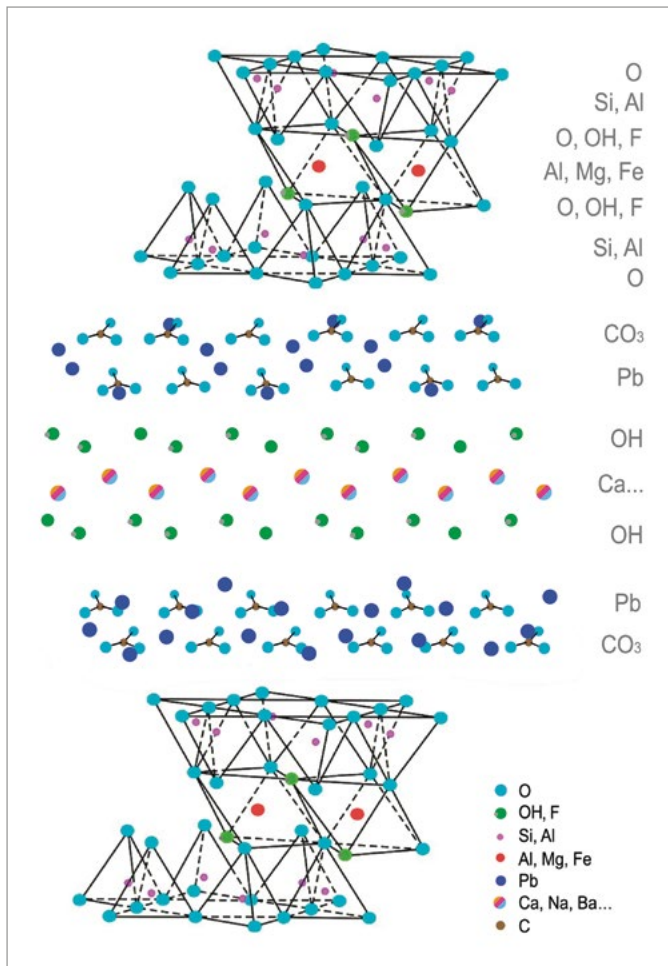 O
Si, Al
O, OH, F
Al, Mg, Fe
O, OH, F
Si, Al
O
CO₃
Pb
OH
Ca...
OH
Pb
CO₃
O
OH, F
Si, Al
Al, Mg, Fe
Pb
Ca, Na, Ba...
C